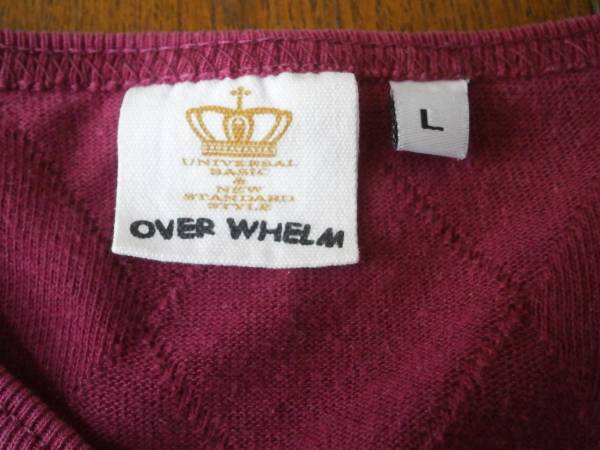 UNIVERSAL
BASIC
&
NEW
STANDARD
STYLE
OVER WHELM
L